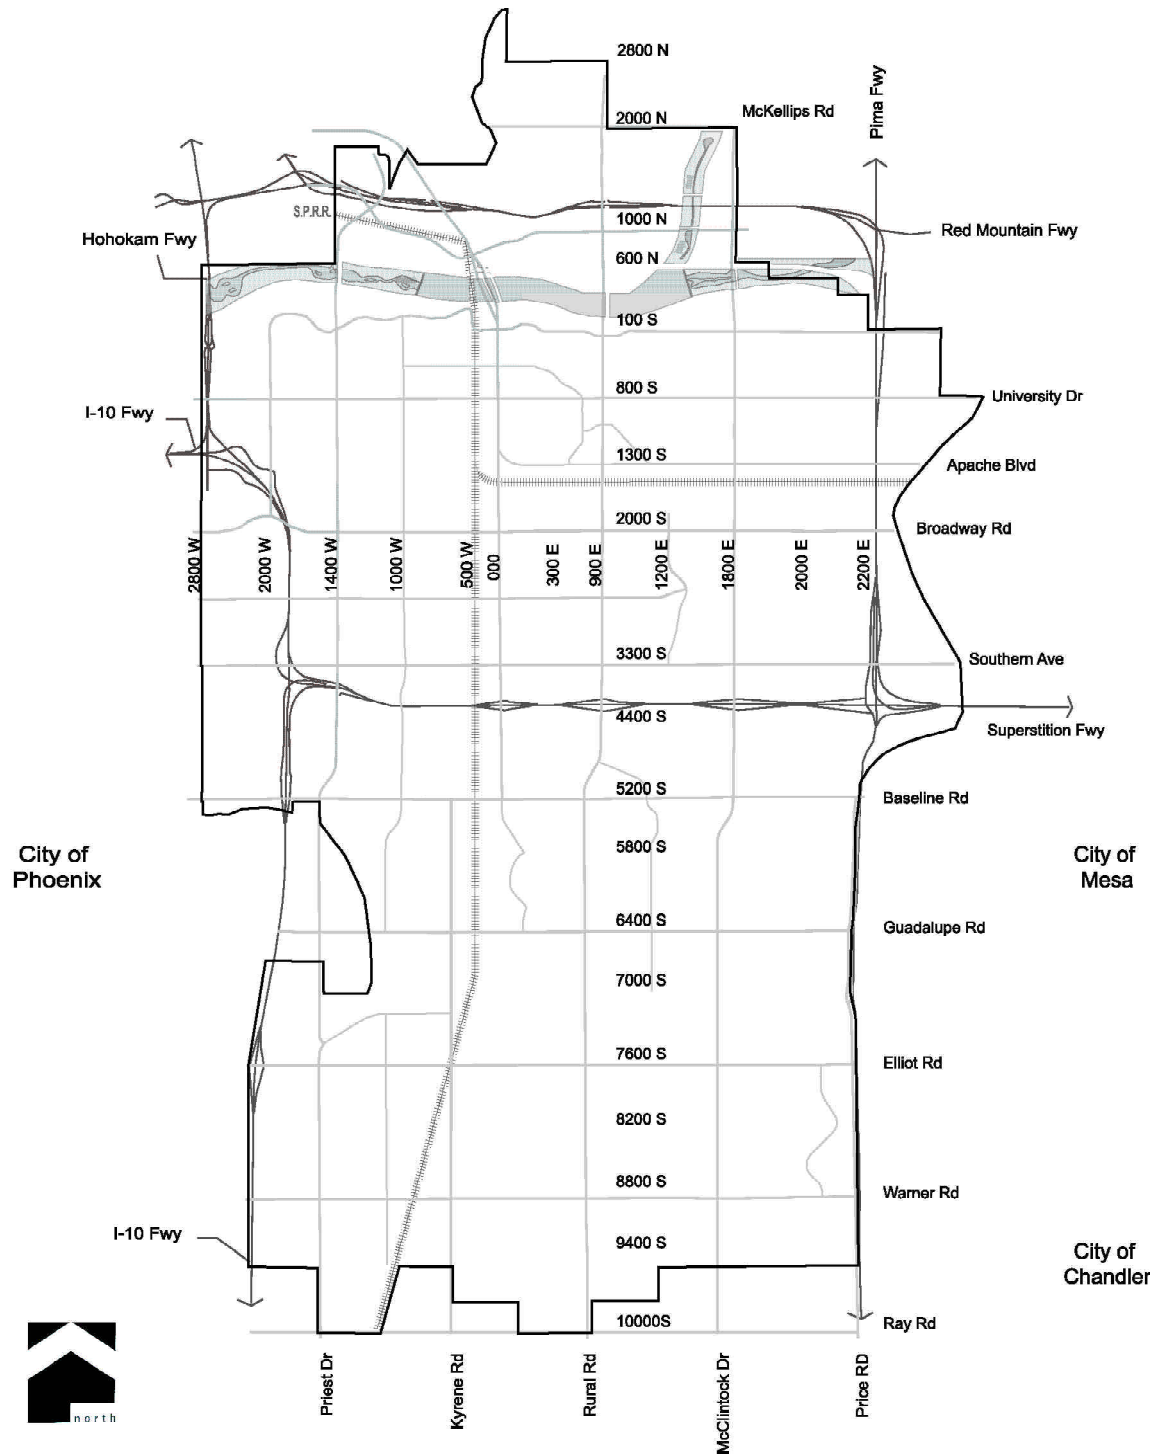 2800 N
2000 N
McKellips Rd
Pima Fwy
S.P.R.R.
1000 N
Red Mountain Fwy
Hohokam Fwy
600 N
100 S
800 S
University Dr
I-10 Fwy
1300 S
Apache Blvd
2000 S
Broadway Rd
2800 W
2000 W
1400 W
1000 W
500 W
000
300 E
900 E
1200 E
1800 E
2000 E
2200 E
3300 S
Southern Ave
4400 S
Superstition Fwy
5200 S
Baseline Rd
5800 S
City of
Phoenix
City of
Mesa
6400 S
Guadalupe Rd
7000 S
7600 S
Elliot Rd
8200 S
8800 S
Warner Rd
I-10 Fwy
9400 S
City of
Chandler
10000S
Ray Rd
Priest Dr
Kyrene Rd
Rural Rd
McClintock Dr
Price RD
north